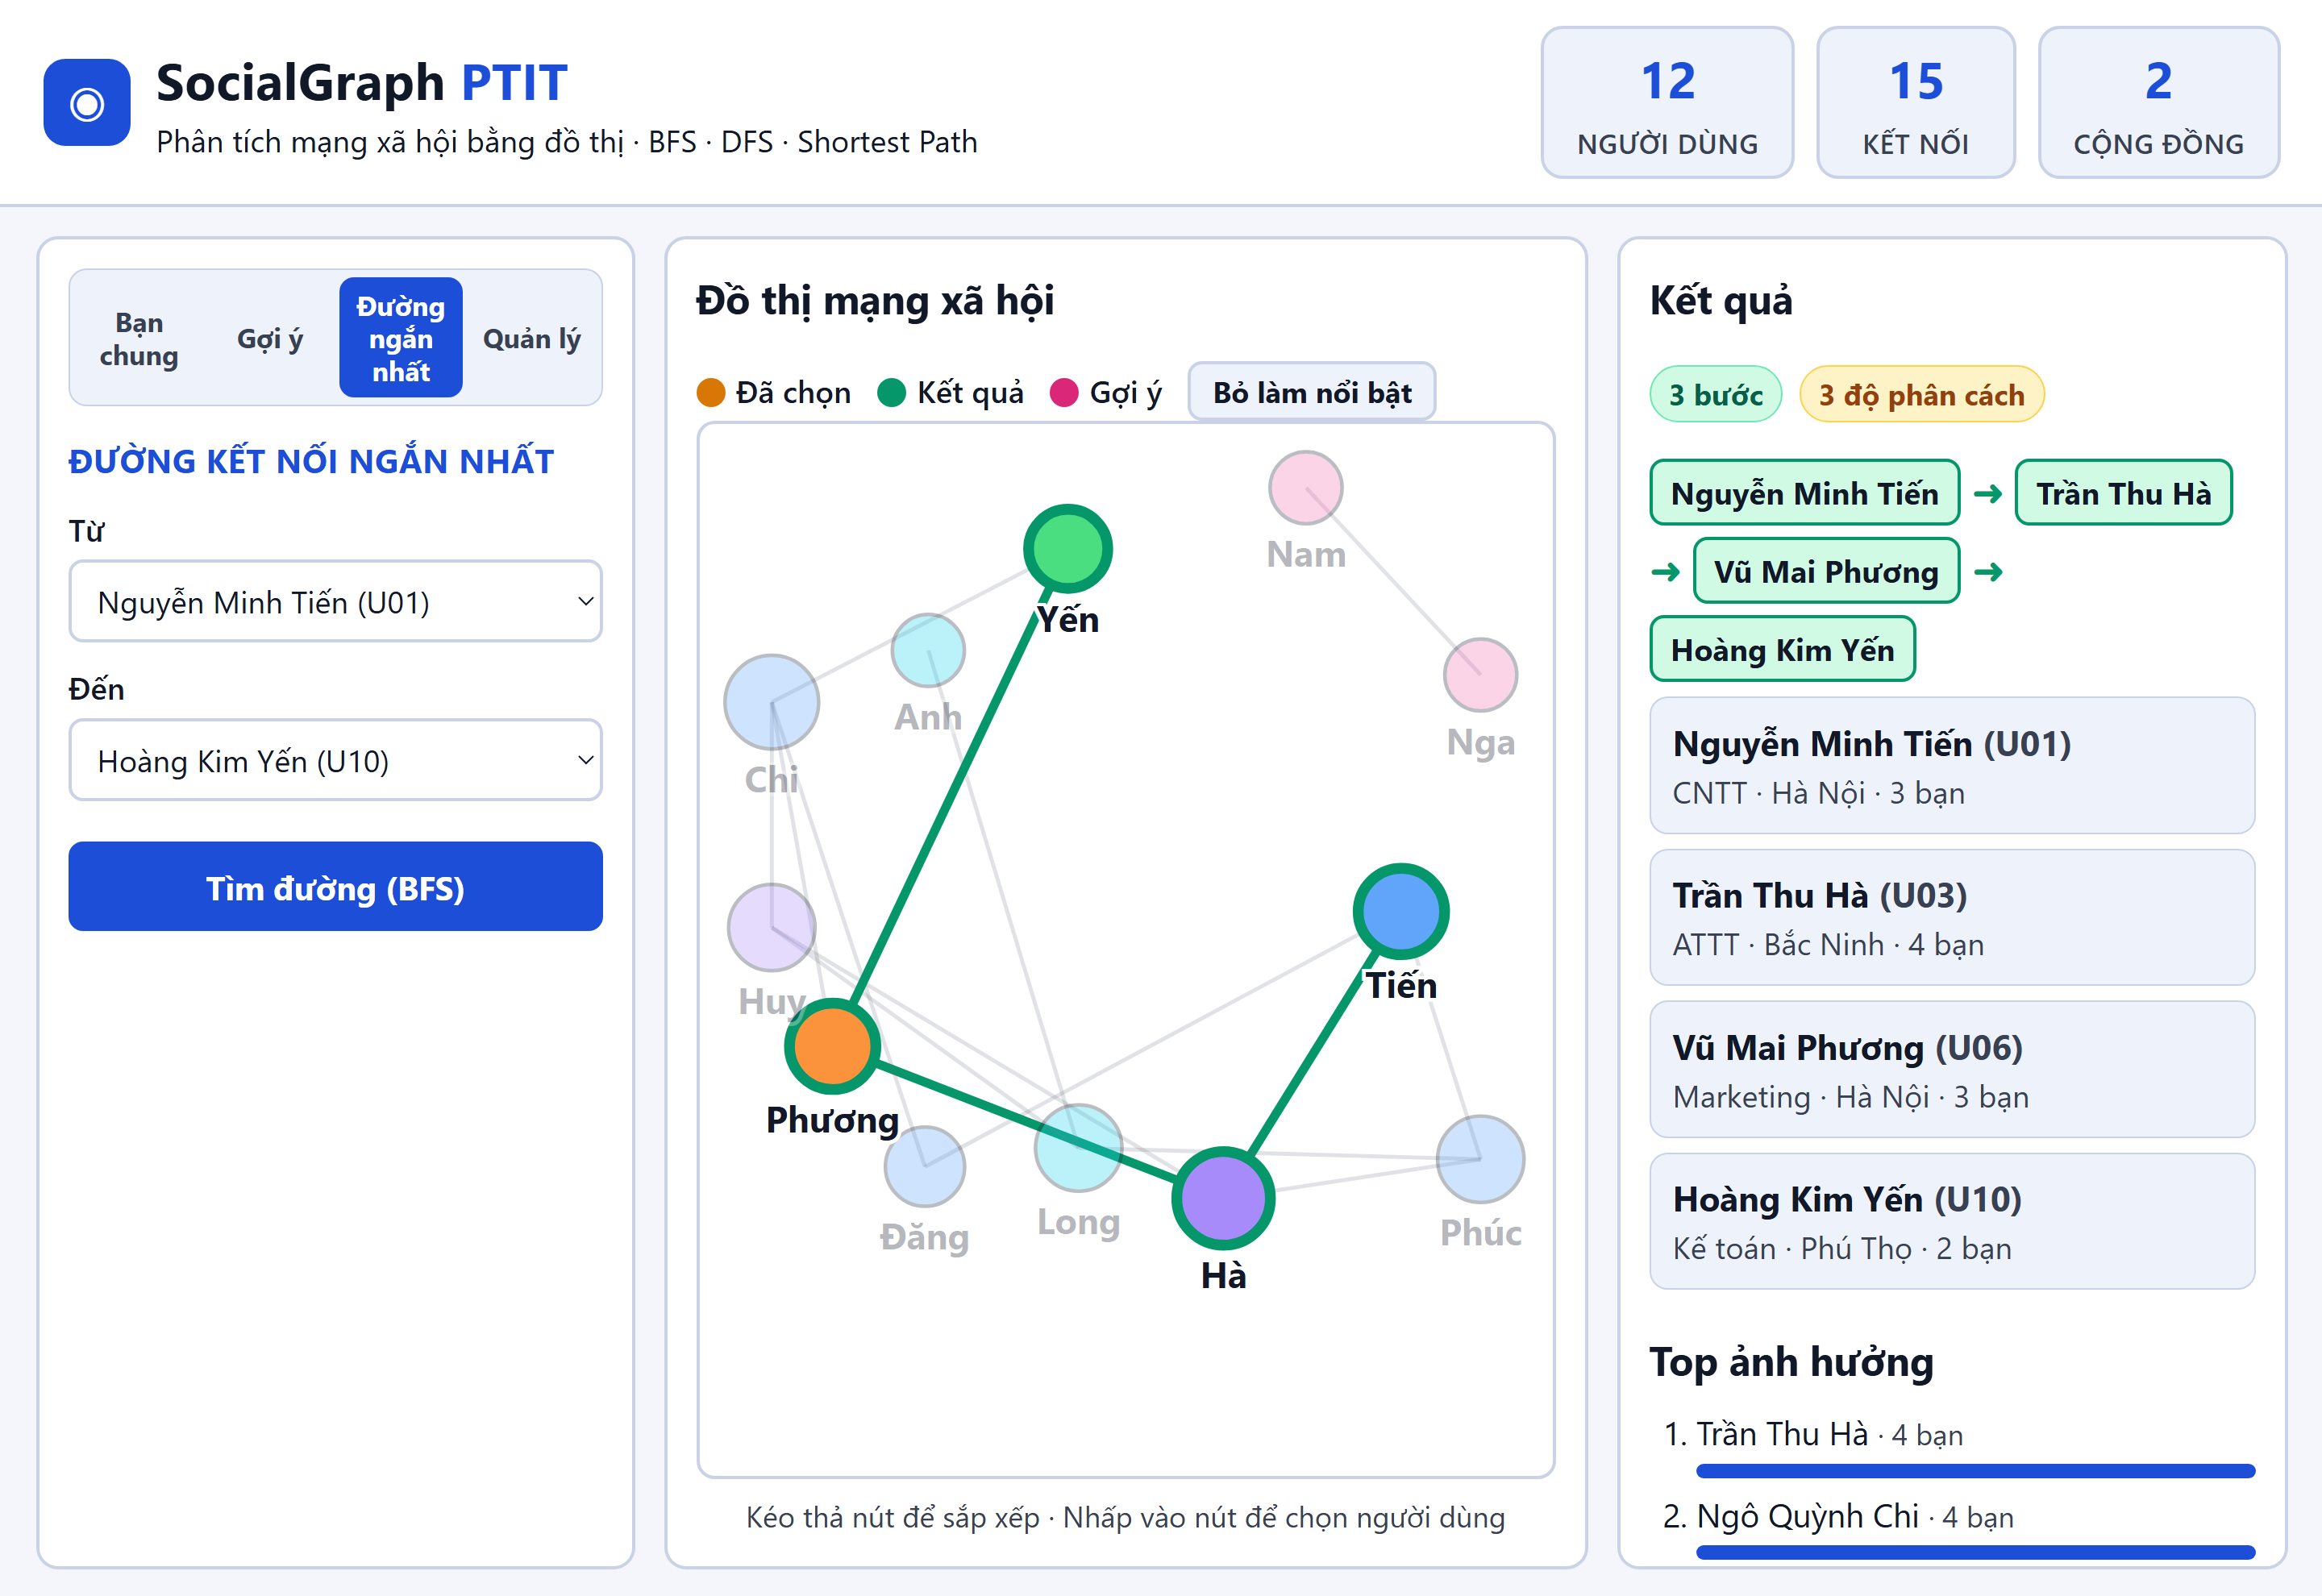 SocialGraph PTIT
Phân tích mạng xã hội bằng đồ thị · BFS · DFS · Shortest Path
12
NGƯỜI DÙNG
15
KẾT NỐI
2
CỘNG ĐỒNG
Bạn
chung
Gợi ý
Đường
ngắn
nhất
Quản lý
ĐƯỜNG KẾT NỐI NGẮN NHẤT
Từ
Nguyễn Minh Tiến (U01)
Đến
Hoàng Kim Yến (U10)
Tìm đường (BFS)
Đồ thị mạng xã hội
Đã chọn
Kết quả
Gợi ý
Bỏ làm nổi bật
Nam
Yến
Anh
Nga
Chi
Tiến
Huy
Phương
Long
Đăng
Phúc
Hà
Kéo thả nút để sắp xếp · Nhấp vào nút để chọn người dùng
Kết quả
3 bước
3 độ phân cách
Nguyễn Minh Tiến → Trần Thu Hà
→ Vũ Mai Phương →
Hoàng Kim Yến
Nguyễn Minh Tiến (U01)
CNTT · Hà Nội · 3 bạn
Trần Thu Hà (U03)
ATTT · Bắc Ninh · 4 bạn
Vũ Mai Phương (U06)
Marketing · Hà Nội · 3 bạn
Hoàng Kim Yến (U10)
Kế toán · Phú Thọ · 2 bạn
Top ảnh hưởng
1. Trần Thu Hà · 4 bạn
2. Ngô Quỳnh Chi · 4 bạn